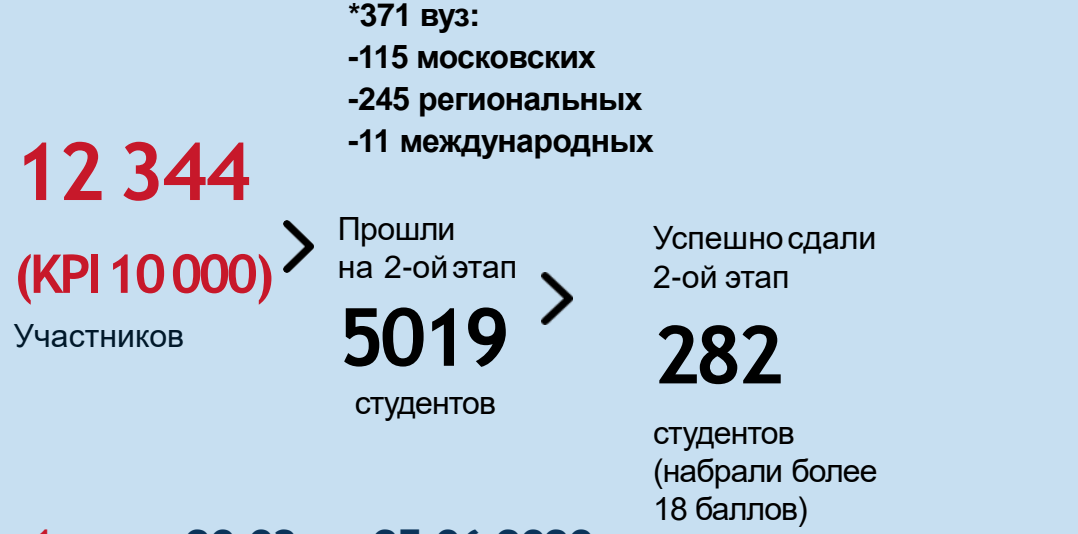 *371 вуз:
-115 московских
-245 региональных
-11 международных
12 344
(KPI 10 000)
Участников
Прошли
на 2-ой этап
5019
студентов
Успешно сдали
2-ой этап
282
студентов
(набрали более
18 баллов)